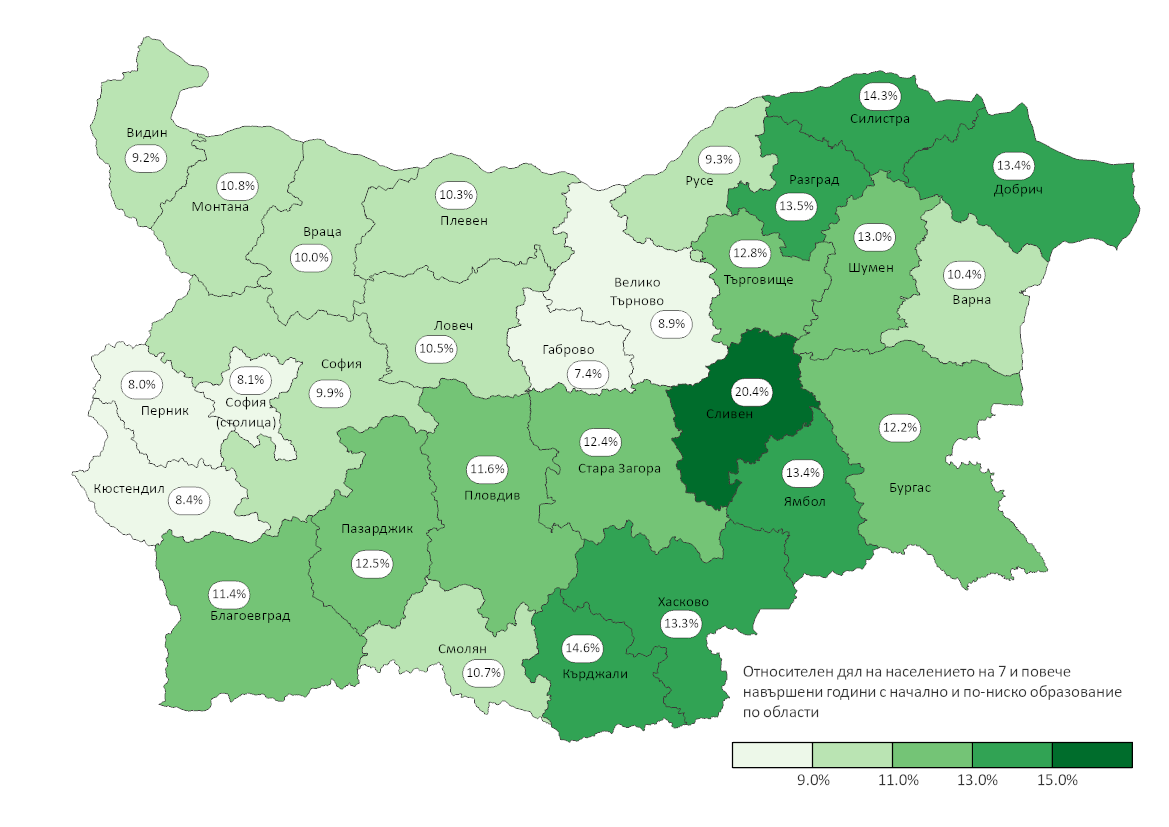 Видин
9.2%
10.8%
Монтана
Враца
10.0%
10.3%
Плевен
9.3%
Русе
14.3%
Силистра
Разград
13.5%
13.4%
Добрич
12.8%
Търговище
13.0%
Шумен
10.4%
Варна
Велико
Търново
8.9%
Ловеч
10.5%
Габрово
7.4%
София
9.9%
8.1%
София
(столица)
8.0%
Перник
Кюстендил
8.4%
11.6%
Пловдив
12.4%
Стара Загора
20.4%
Сливен
12.2%
Бургас
13.4%
Ямбол
Пазарджик
12.5%
11.4%
Благоевград
Смолян
10.7%
14.6%
Кърджали
Хасково
13.3%
Относителен дял на населението на 7 и повече
навършени години с начално и по-ниско образование
по области
9.0%
11.0%
13.0%
15.0%